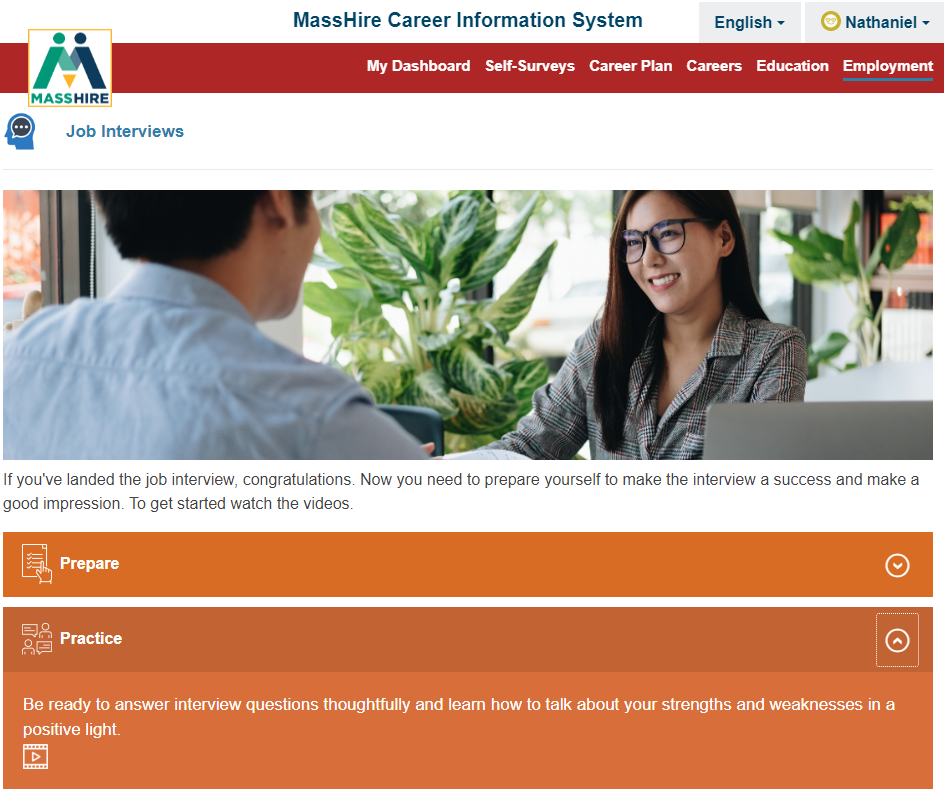 MassHire Career Information System
English
Nathaniel
MASSHIRE
My Dashboard Self-Surveys Career Plan Careers Education Employment
Job Interviews
If you've landed the job interview, congratulations. Now you need to prepare yourself to make the interview a success and make a
good impression. To get started watch the videos.
Prepare
Practice
Be ready to answer interview questions thoughtfully and learn how to talk about your strengths and weaknesses in a
positive light.